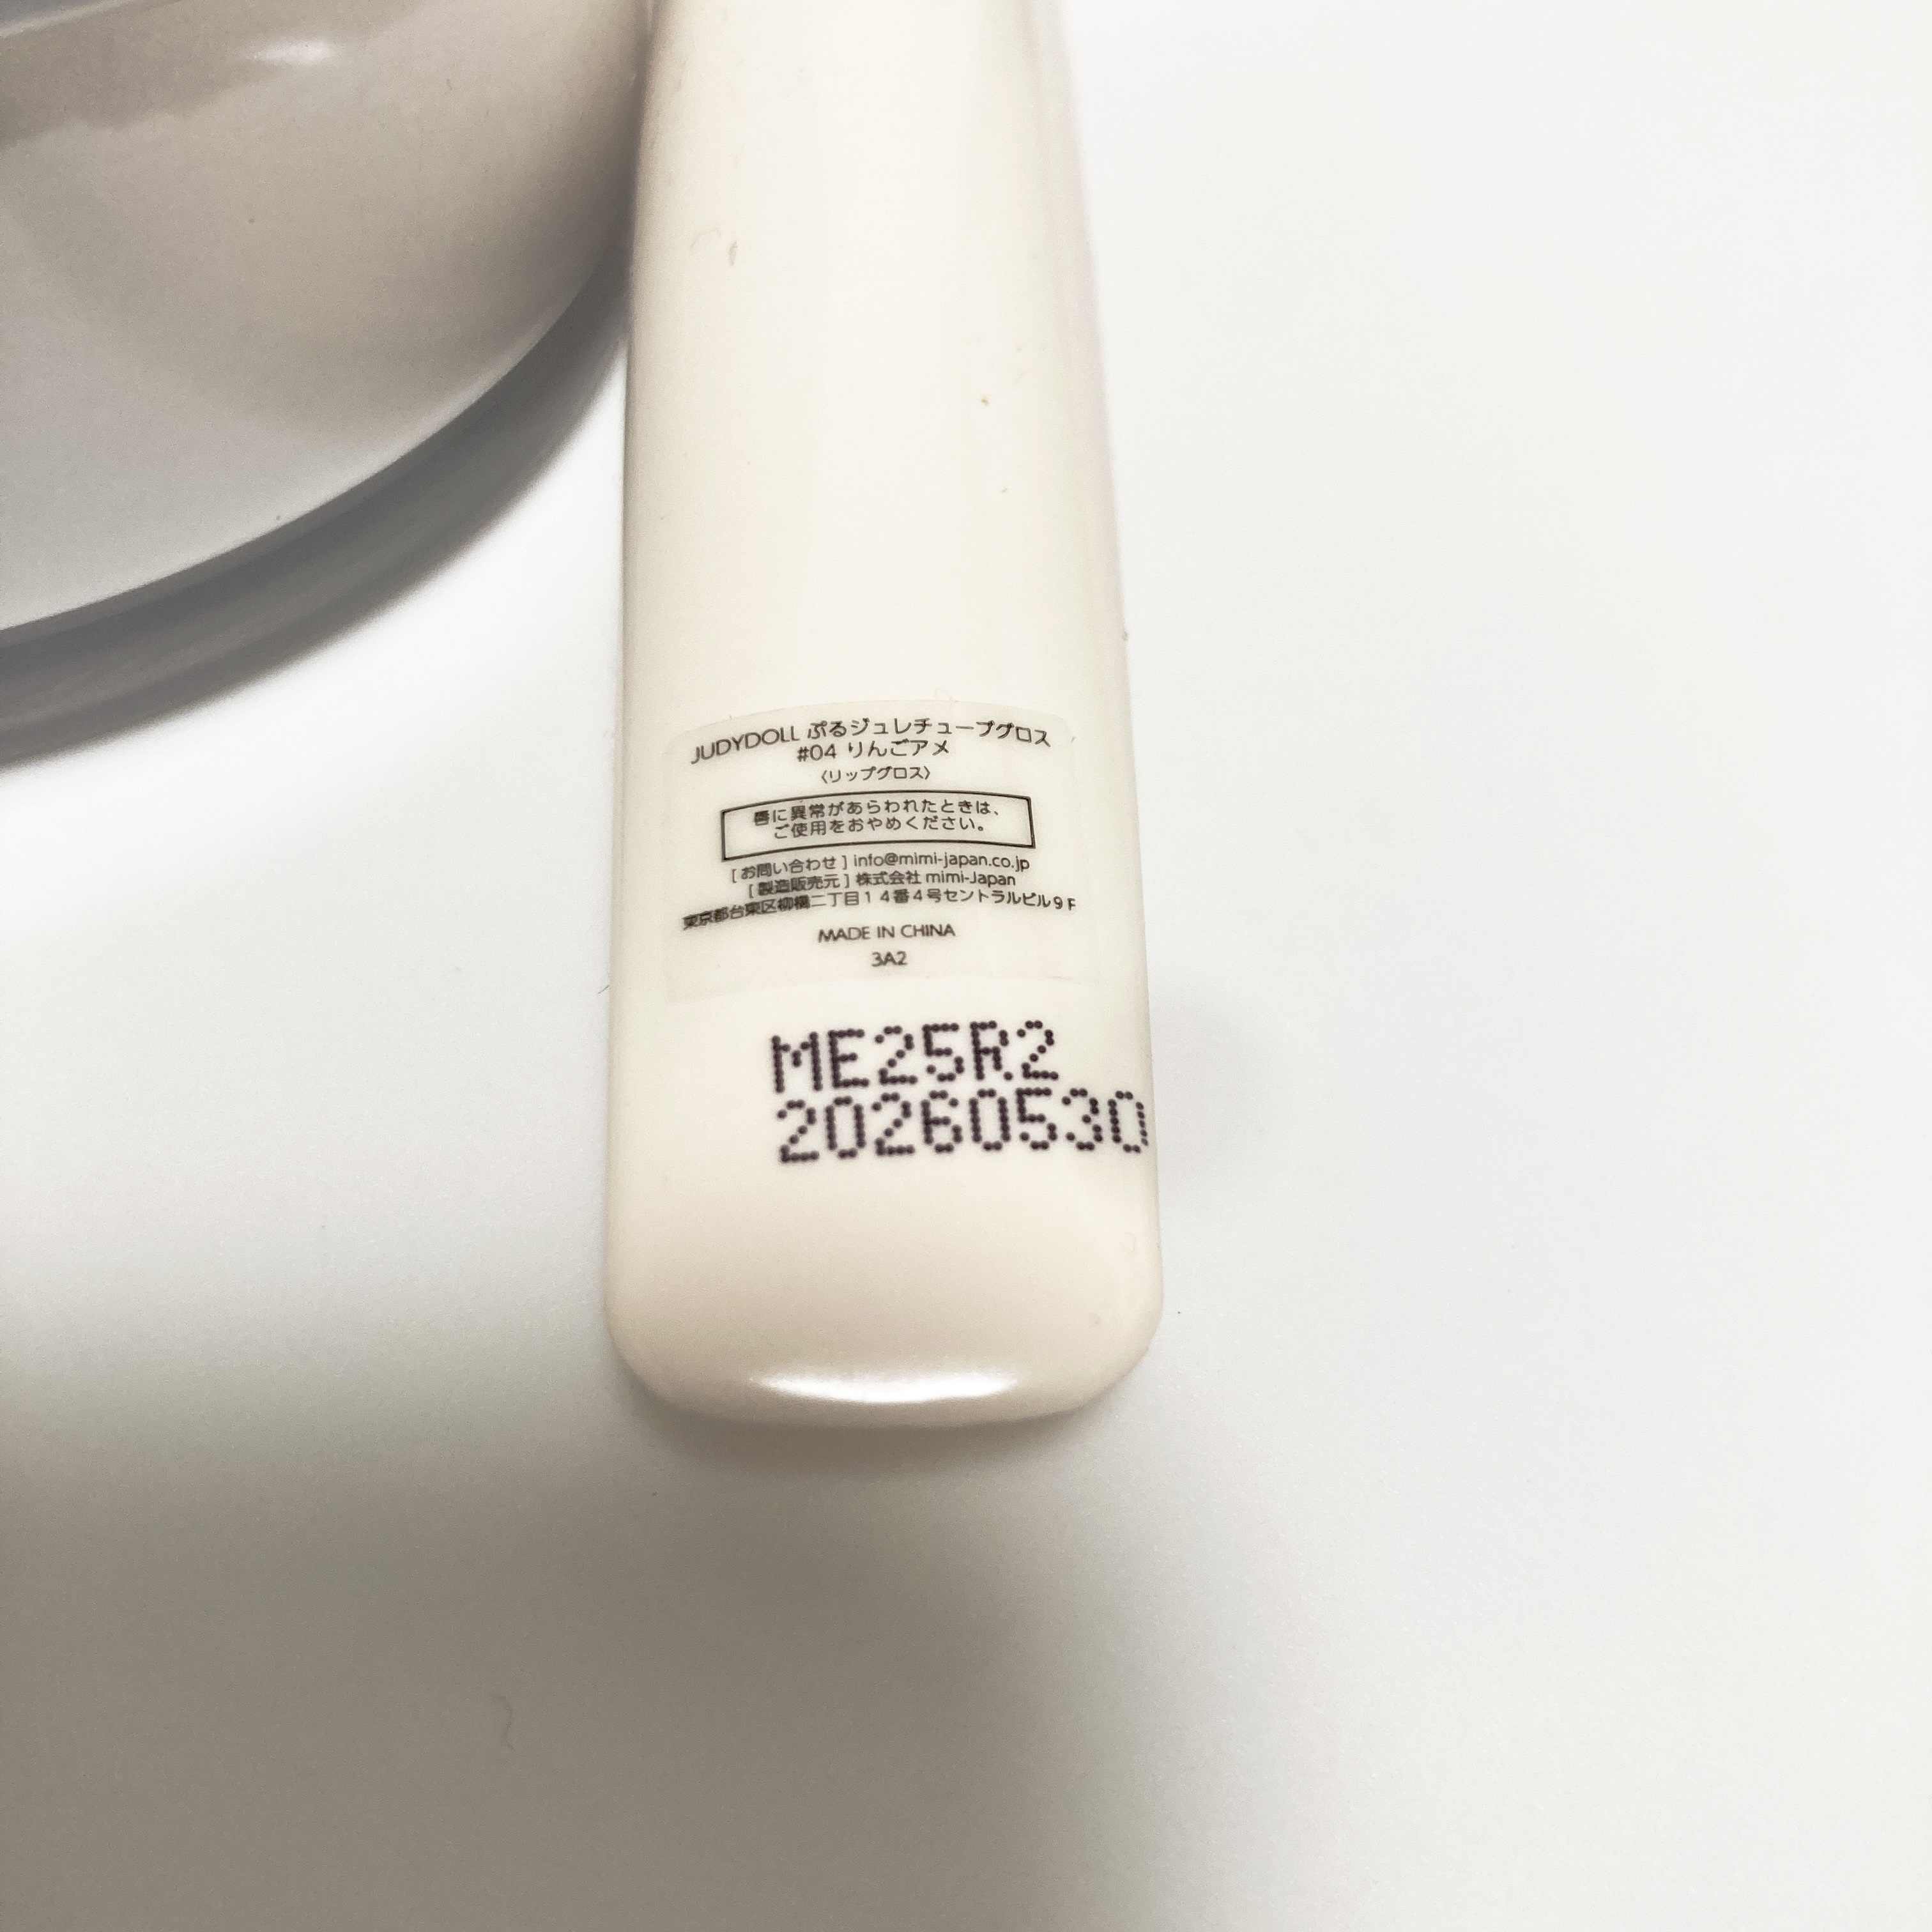 JUDYDOLL ぷるジュレチューブグロス
#04 りんごアメ
〈リップグロス〉
唇に異常があらわれたときは、
ご使用をおやめください。
[ お問い合わせ ] info@mimi-japan.co.jp
[ 製造販売元 ] 株式会社 mimi-Japan
東京都台東区柳橋二丁目14番4号セントラルビル9F
MADE IN CHINA
3A2
ME25R2
20260530